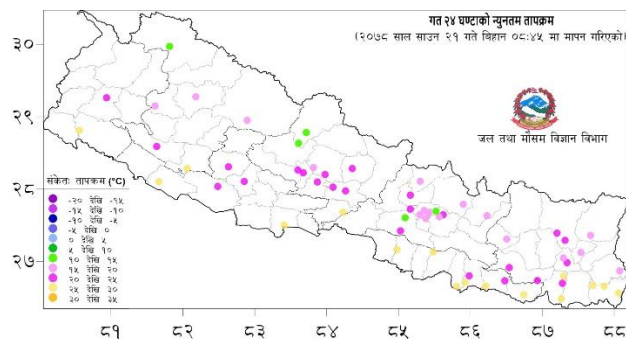 गत २४ घण्टाको न्युनतम तापक्रम
(२०७८ साल साउन २१ गते बिहान ०८:४५ मा मापन गरिएको)
जल तथा मौसम विज्ञान विभाग
३०
२९
२८
२७
संकेतः तापक्रम (°C)
-२० देखि -१५
-१५ देखि -१०
-१० देखि -५
-५ देखि ०
० देखि ५
५ देखि १०
१० देखि १५
१५ देखि २०
२० देखि २५
२५ देखि ३०
३० देखि ३५
८१ ८२ ८३ ८४ ८५ ८६ ८७ ८८